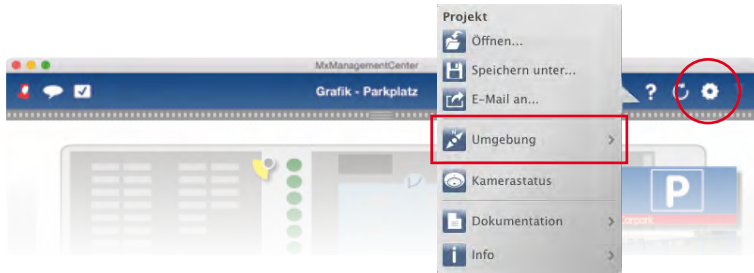 Projekt
Öffnen...
Speichern unter...
E-Mail an...
Umgebung
Kamerastatus
Dokumentation
Info
MxManagementCenter
Grafik - Parkplatz
?
P
Carpark